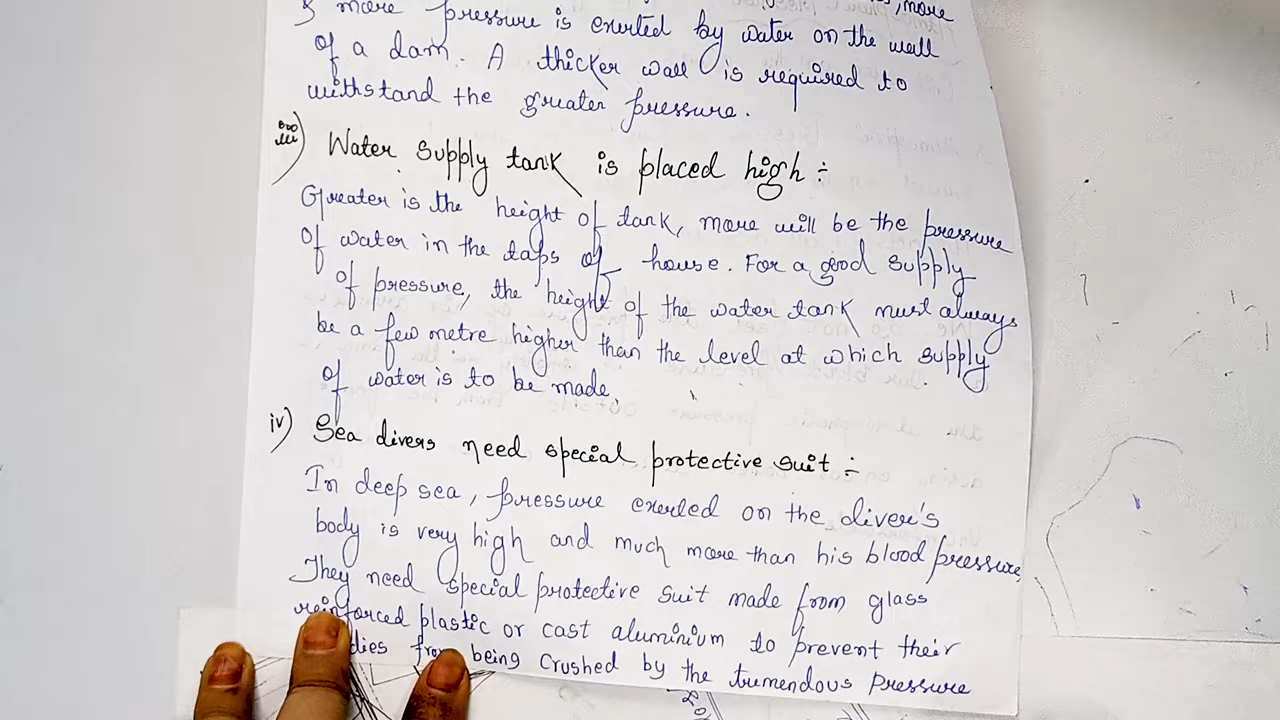 , more
& more pressure is exerted by water on the wall
of a dam. A thicker wall is required to
withstand the greater pressure.
iii) Water supply tank is placed high ÷
Greater is the height of tank, more will be the pressure
of water in the taps of house. For a good supply
of pressure, the height of the water tank must always
be a few metre higher than the level at which supply
of water is to be made.
iv) Sea divers need special protective suit ÷
In deep sea, pressure exerted on the diver's
body is very high and much more than his blood pressure,
They need special protective suit made from glass
reinforced plastic or cast aluminium to prevent their
from being crushed by the tremendous pressure